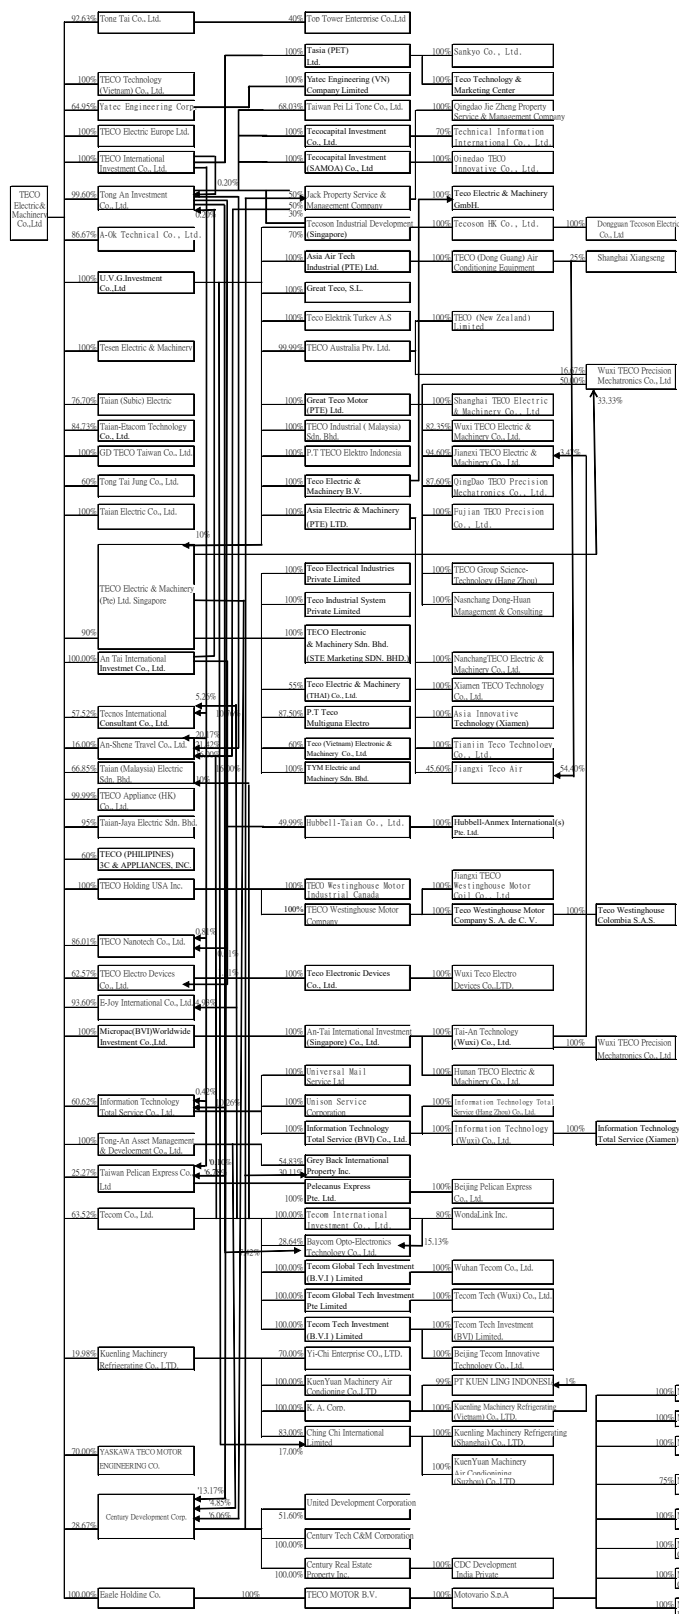 92.63% Tong Tai Co., Ltd. 40% Top Tower Enterprise Co.,Ltd
100% Tasia (PET) 100% Sankyo Co., Ltd.
Ltd.
100% TECO Technology 100% Yatec Engineering (VN) 100% Teco Technology &
(Vietnam) Co., Ltd. Company Limited Marketing Center
64.95% Yatec Engineering Corp 68.03% Taiwan Pei Li Tone Co., Ltd. 100% Qingdao Jie Zheng Property
Service & Management Company
100% TECO Electric Europe Ltd. 100% Tecocapital Investment 70% Technical Information
Co., Ltd. International Co., Ltd.
100% TECO International 100% Tecocapital Investment 100% Qinedao TECO
Investment Co., Ltd. (SAMOA) Co., Ltd Innovative Co., Ltd.
0.20%
TECO
Electric&
Machinery
Co.,Ltd
99.60% Tong An Investment 50% Jack Property Service & 100% Teco Electric & Machinery
Co., Ltd. 50% Management Company GmbH.
0.20% 30%
86.67% A-Ok Technical Co., Ltd. Tecoson Industrial Development 100% Tecoson HK Co., Ltd. 100% Dongguan Tecoson Electric
70% (Singapore) Co., Ltd
100% U.V.G.Investment 100% Asia Air Tech 100% TECO (Dong Guang) Air 25% Shanghai Xiangseng
Co.,Ltd Industrial (PTE) Ltd. Conditioning Equipment
100% Great Teco, S.L.
100% Teco Elektrik Turkey A.S 100% TECO (New Zealand)
Limited
100% Tesen Electric & Machinery 99.99% TECO Australia Pty. Ltd.
16.67% Wuxi TECO Precision
50.00% Mechatronics Co., Ltd
33.33%
76.70% Taian (Subic) Electric 100% Great Teco Motor 100% Shanghai TECO Electric
(PTE) Ltd. & Machinery Co., Ltd
84.73% Taian-Etacom Technology 100% TECO Industrial ( Malaysia) 82.35% Wuxi TECO Electric &
Co., Ltd. Sdn. Bhd. Machinery Co., Ltd.
100% GD TECO Taiwan Co., Ltd. 100% P.T TECO Elektro Indonesia 94.60% Jiangxi TECO Electric &
Machinery Co., Ltd.
60% Tong Tai Jung Co., Ltd. 100% Teco Electric & 87.60% QingDao TECO Precision
Machinery B.V. Mechatronics Co., Ltd.
100% Taian Electric Co., Ltd. 100% Asia Electric & Machinery 100% Fujian TECO Precision
(PTE) LTD. Co., Ltd.
10%
TECO Electric & Machinery
(Pte) Ltd. Singapore
90%
100% Teco Electrical Industries 100% TECO Group Science-
Private Limited Technology (Hang Zhou)
100% Teco Industrial System 100% Nasnchang Dong-Huan
Private Limited Management & Consulting
100% TECO Electronic
& Machinery Sdn. Bhd.
(STE Marketing SDN. BHD.)
100.00% An Tai International 100% NanchangTECO Electric &
Investmet Co., Ltd. Machinery Co., Ltd.
55% Teco Electric & Machinery 100% Xiamen TECO Technology
(THAI) Co., Ltd. Co., Ltd.
5.26%
57.52% Tecnos International 87.50% P.T Teco 100% Asia Innovative
Consultant Co., Ltd. Multiguna Electro Technology (Xiamen)
20.17%
16.00% An-Sheng Travel Co., Ltd. 60% Teco (Vietnam) Electronic & 100% Tianjin Teco Technology
Machinery Co., Ltd. Co., Ltd.
66.85% Taian (Malaysia) Electric 16.00% 100% TYM Electric and 45.60% Jiangxi Teco Air 54.40%
Sdn. Bhd. 10% Machinery Sdn. Bhd.
99.99% TECO Appliance (HK)
Co., Ltd.
95% Taian-Jaya Electric Sdn. Bhd. 49.99% Hubbell-Taian Co., Ltd. 100% Hubbell-Anmex International(s)
Pte. Ltd.
60% TECO (PHILIPINES)
3C & APPLIANCES, INC.
100% TECO Holding USA Inc. 100% TECO Westinghouse Motor 100% Jiangxi TECO
Industrial Canada Westinghouse Motor
Coil Co., Ltd.
100% TECO Westinghouse Motor 100% Teco Westinghouse Motor 100% Teco Westinghouse
Company Company S. A. de C. V. Colombia S.A.S.
0.81%
86.01% TECO Nanotech Co., Ltd.
62.57% TECO Electro Devices 100% Teco Electronic Devices 100% Wuxi Teco Electro
Co., Ltd. Co., Ltd. Devices Co.,LTD.
93.60% E-Joy International Co., Ltd.
100% Micropac(BVI)Worldwide 100% An-Tai International Investment 100% Tai-An Technology
Investment Co.,Ltd. (Singapore) Co., Ltd. (Wuxi) Co., Ltd. 100% Wuxi TECO Precision
Mechatronics Co., Ltd
100% Universal Mail 100% Hunan TECO Electric &
Service Ltd Machinery Co., Ltd.
0.42%
60.62% Information Technology 100% Unison Service 100% Information Technology Total
Total Service Co., Ltd. Corporation Service (Hang Zhou) Co., Ltd.
100% Information Technology 100% Information Technology 100% Information Technology
Total Service (BVI) Co., Ltd. (Wuxi) Co., Ltd. Total Service (Xiamen)
100% Tong-An Asset Management
& Development Co., Ltd.
54.83% Grey Back International
30.11% Property Inc.
25.27% Taiwan Pelican Express Co.,
Ltd
Pelecanus Express 100% Beijing Pelican Express
100% Pte. Ltd. Co., Ltd.
63.52% Tecom Co., Ltd. 100.00% Tecom International 80% WondaLink Inc.
Investment Co., Ltd.
28.64% Baycom Opto-Electronics 15.13%
Technology Co., Ltd.
100.00% Tecom Global Tech Investment 100% Wuhan Tecom Co., Ltd.
(B.V.I ) Limited
100.00% Tecom Global Tech Investment 100% Tecom Tech (Wuxi) Co., Ltd.
Pte Limited
100.00% Tecom Tech Investment 100% Tecom Tech Investment
(B.V.I ) Limited (BVI) Limited.
19.98% Kuenling Machinery 70.00% Yi-Chi Enterprise CO., LTD. 100% Beijing Tecom Innovative
Refrigerating Co., LTD. Technology Co., Ltd.
100.00% KuenYuan Machinery Air 99% PT KUEN LING INDONESIA 1%
Condioning Co.,LTD
100.00% K. A. Corp. 100% Kuenling Machinery Refrigerating
(Vietnam) Co., LTD.
83.00% Ching Chi International 100% Kuenling Machinery Refrigerating
17.00% Limited (Shanghai) Co., LTD.
70.00% YASKAWA TECO MOTOR 100% KuenYuan Machinery
ENGINEERING CO. Air Condionining
(Suzhou) Co.,LTD
'13.17%
'4.85%
'6.06%
28.67% Century Development Corp.
United Development Corporation
51.60%
Century Tech C&M Corporation
100.00%
Century Real Estate 100% CDC Development
100.00% Property Inc. India Private
100.00% Eagle Holding Co. 100% TECO MOTOR B.V. 100% Motovario S.p.A
100%
100%
100%
75%
100%
100%
100%
100%